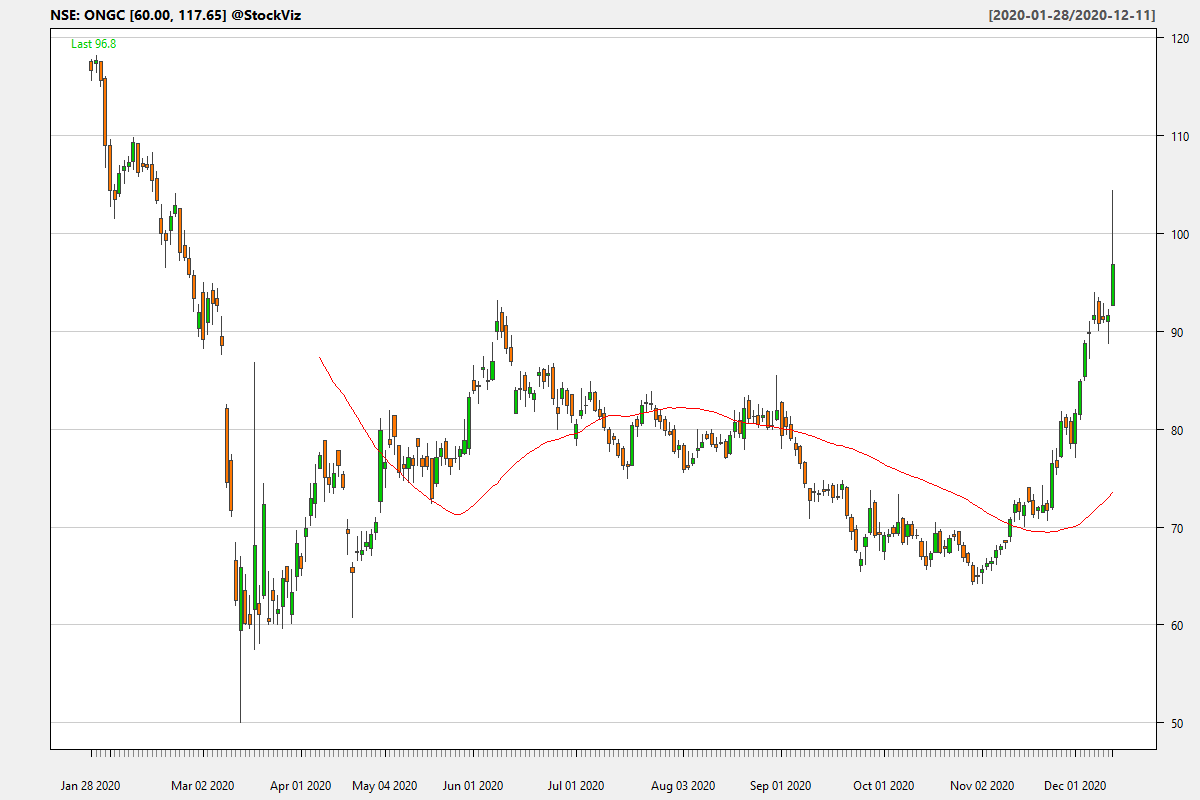 NSE: ONGC [60.00, 117.65] @StockViz [2020-01-28/2020-12-11]
Last 96.8
120
110
100
90
80
70
60
50
Jan 28 2020 Mar 02 2020 Apr 01 2020 May 04 2020 Jun 01 2020 Jul 01 2020 Aug 03 2020 Sep 01 2020 Oct 01 2020 Nov 02 2020 Dec 01 2020